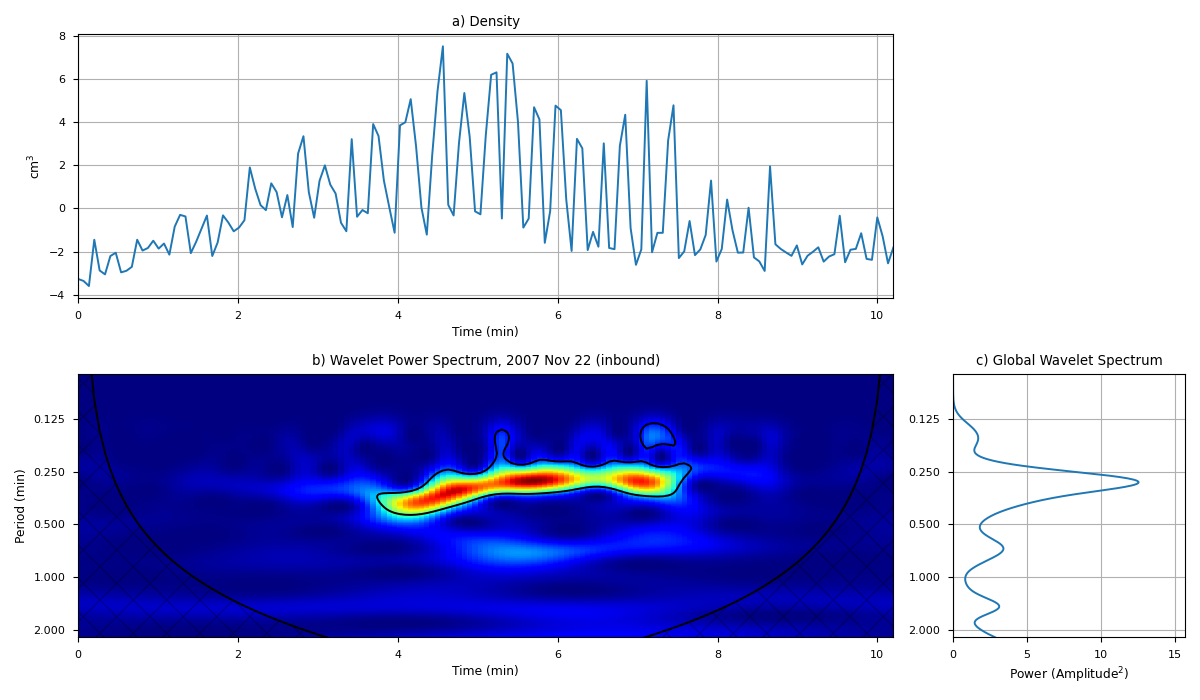 a) Density
8
6
4
2
0
−2
−4
cm³
0 2 4 6 8 10
Time (min)
b) Wavelet Power Spectrum, 2007 Nov 22 (inbound)
0.125
0.250
0.500
1.000
2.000
Period (min)
0 2 4 6 8 10
Time (min)
c) Global Wavelet Spectrum
0.125
0.250
0.500
1.000
2.000
0 5 10 15
Power (Amplitude²)